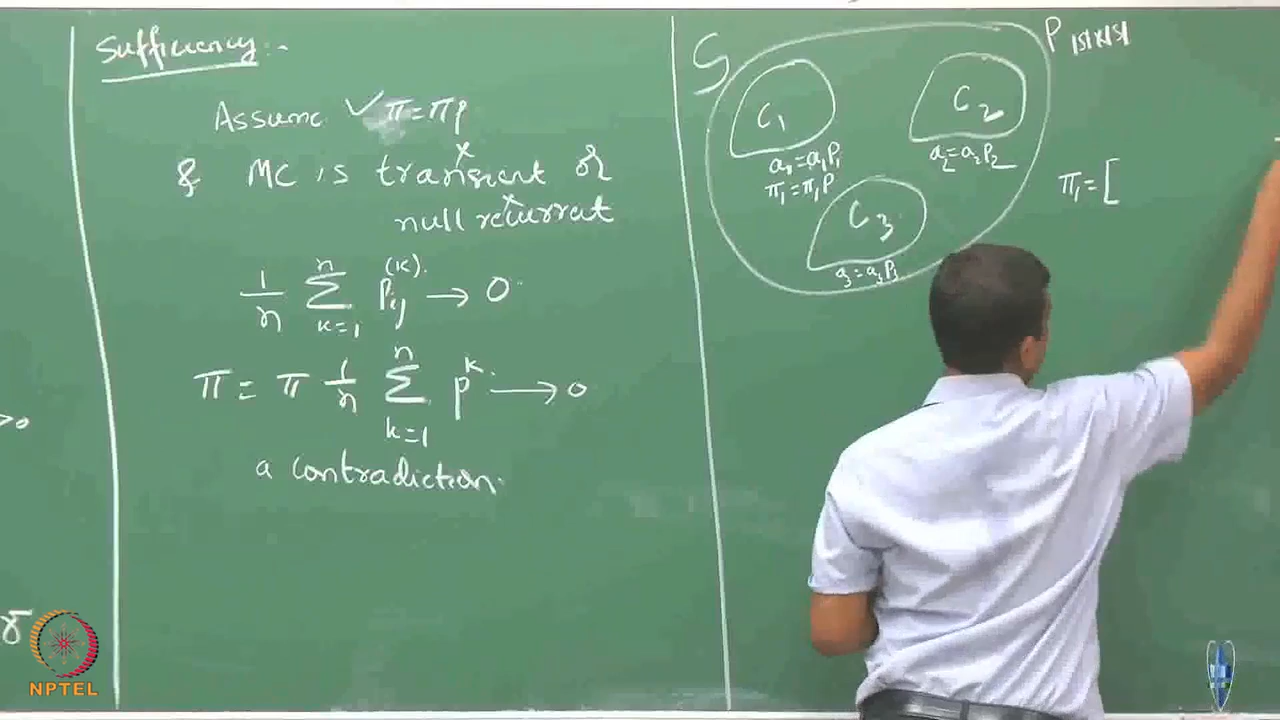 Sufficiency:-
Assume ✓ π = πP
& MC is transient or
null recurrent
1/n Σ_{k=1}^{n} P_{ij}^{(k)} → 0
π = π 1/n Σ_{k=1}^{n} P^k → 0
a contradiction.
S
P |S|×|S|
C1
C2
a1 = a1P1
a2 = a2P2
π1 = π1P
π1 = [
C3
a3 = a3P3
NPTEL